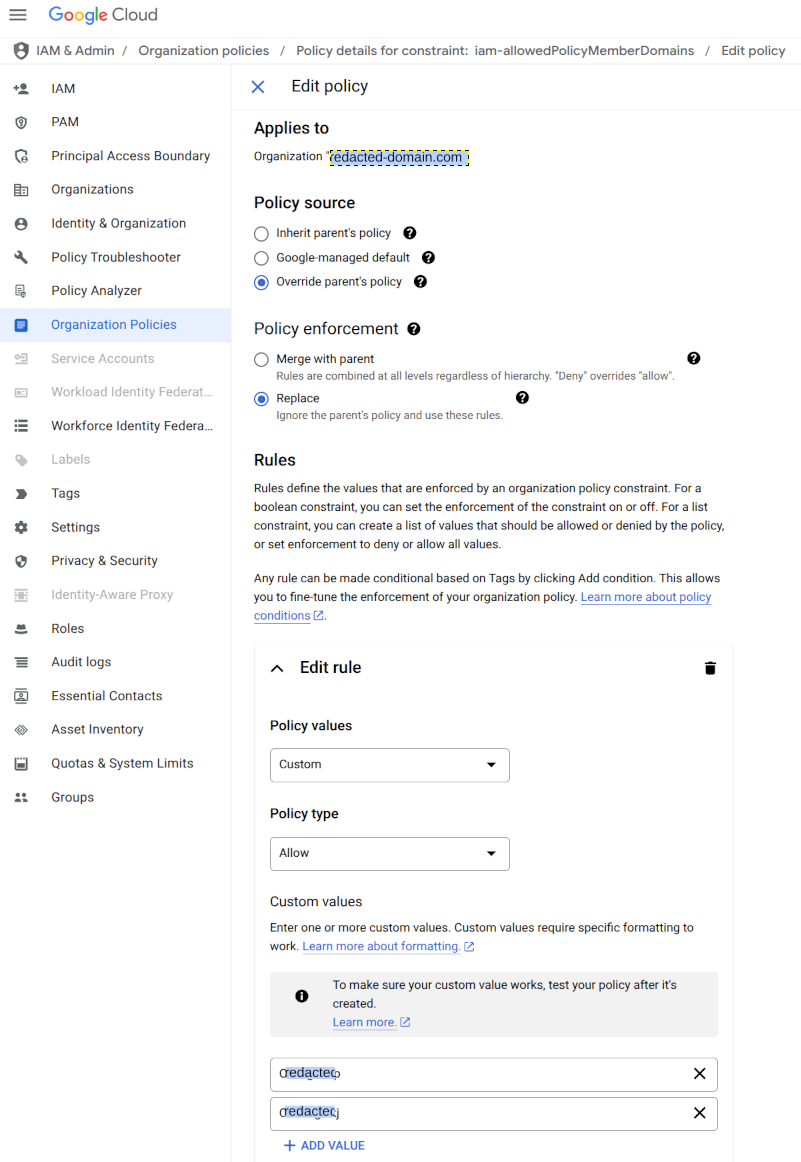 Google Cloud
IAM & Admin / Organization policies / Policy details for constraint: iam-allowedPolicyMemberDomains / Edit policy
IAM
PAM
Principal Access Boundary
Organizations
Identity & Organization
Policy Troubleshooter
Policy Analyzer
Organization Policies
Service Accounts
Workload Identity Federat...
Workforce Identity Federa...
Labels
Tags
Settings
Privacy & Security
Identity-Aware Proxy
Roles
Audit logs
Essential Contacts
Asset Inventory
Quotas & System Limits
Groups
Edit policy
Applies to
Organization "redacted-domain.com
Policy source
Inherit parent's policy
Google-managed default
Override parent's policy
Policy enforcement
Merge with parent
Rules are combined at all levels regardless of hierarchy. "Deny" overrides "allow".
Replace
Ignore the parent's policy and use these rules.
Rules
Rules define the values that are enforced by an organization policy constraint. For a
boolean constraint, you can set the enforcement of the constraint on or off. For a list
constraint, you can create a list of values that should be allowed or denied by the policy,
or set enforcement to deny or allow all values.
Any rule can be made conditional based on Tags by clicking Add condition. This allows
you to fine-tune the enforcement of your organization policy. Learn more about policy
conditions.
Edit rule
Policy values
Custom
Policy type
Allow
Custom values
Enter one or more custom values. Custom values require specific formatting to
work. Learn more about formatting.
To make sure your custom value works, test your policy after it's
created.
Learn more.
redacted
redacted
+ ADD VALUE